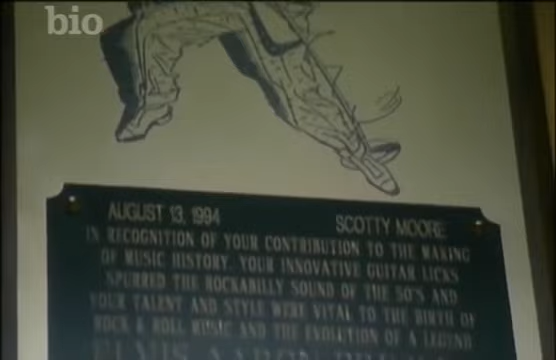 bio
AUGUST 13, 1994 SCOTTY MOORE
IN RECOGNITION OF YOUR CONTRIBUTION TO THE MAKING
OF MUSIC HISTORY. YOUR INNOVATIVE GUITAR LICKS
SPURRED THE ROCKABILLY SOUND OF THE 50'S AND
YOUR TALENT AND STYLE WERE VITAL TO THE BIRTH OF
ROCK & ROLL MUSIC AND THE EVOLUTION OF A LEGEND
ELVIS AARON